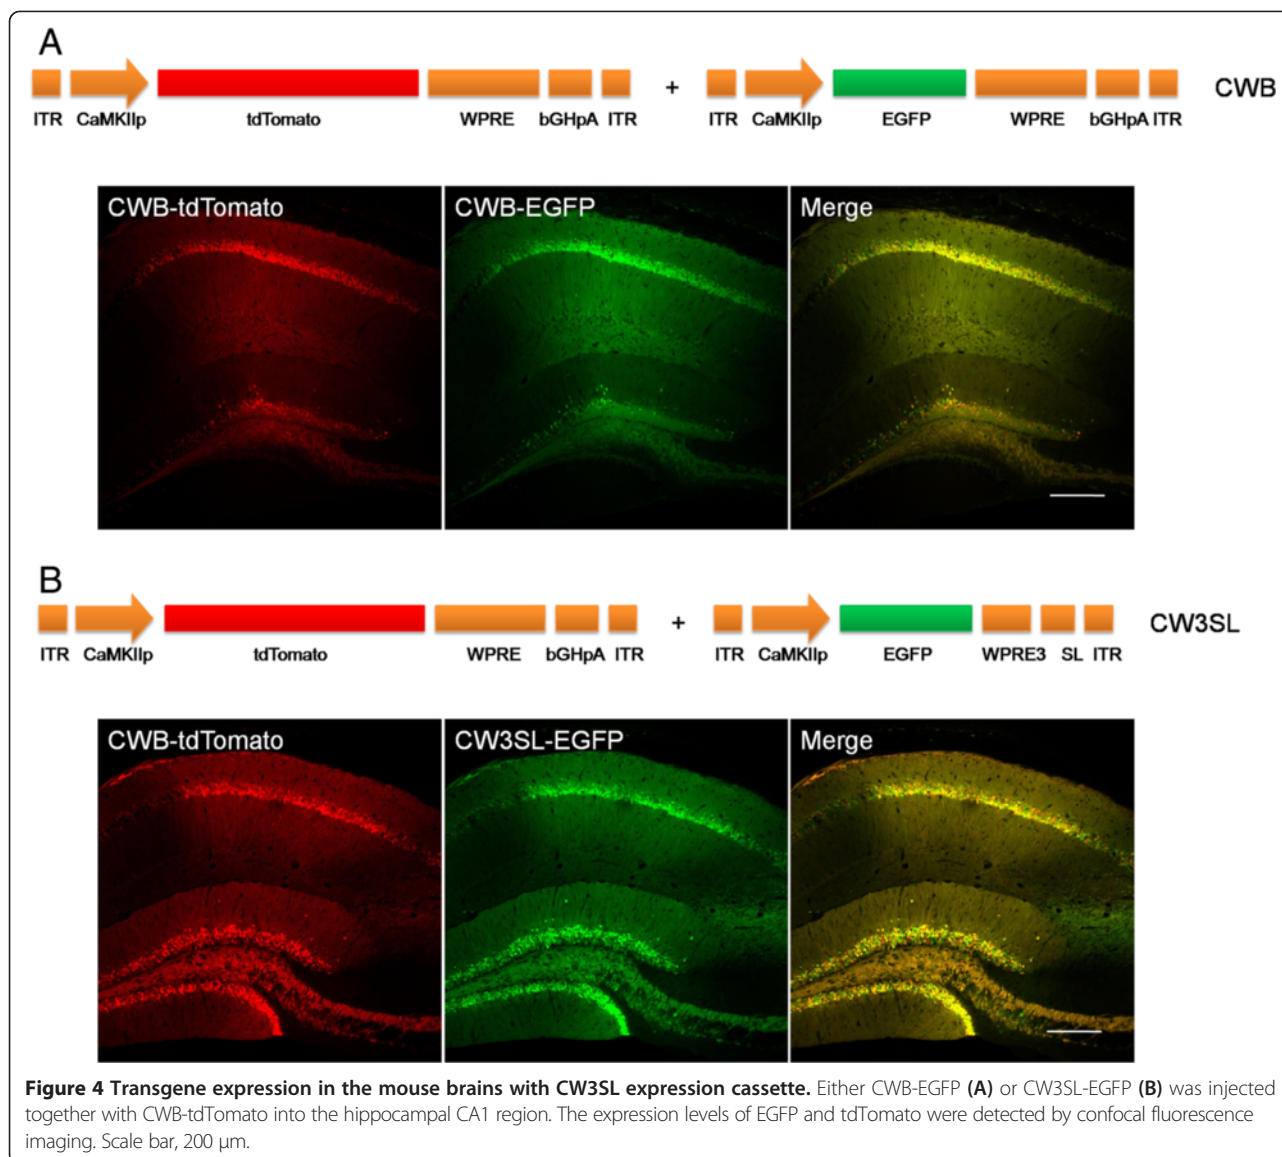 A
ITR CaMKIIp tdTomato WPRE bGHpA ITR + ITR CaMKIIp EGFP WPRE bGHpA ITR CWB
CWB-tdTomato CWB-EGFP Merge
B
ITR CaMKIIp tdTomato WPRE bGHpA ITR + ITR CaMKIIp EGFP WPRE3 SL ITR CW3SL
CWB-tdTomato CW3SL-EGFP Merge
Figure 4 Transgene expression in the mouse brains with CW3SL expression cassette. Either CWB-EGFP (A) or CW3SL-EGFP (B) was injected
together with CWB-tdTomato into the hippocampal CA1 region. The expression levels of EGFP and tdTomato were detected by confocal fluorescence
imaging. Scale bar, 200 μm.